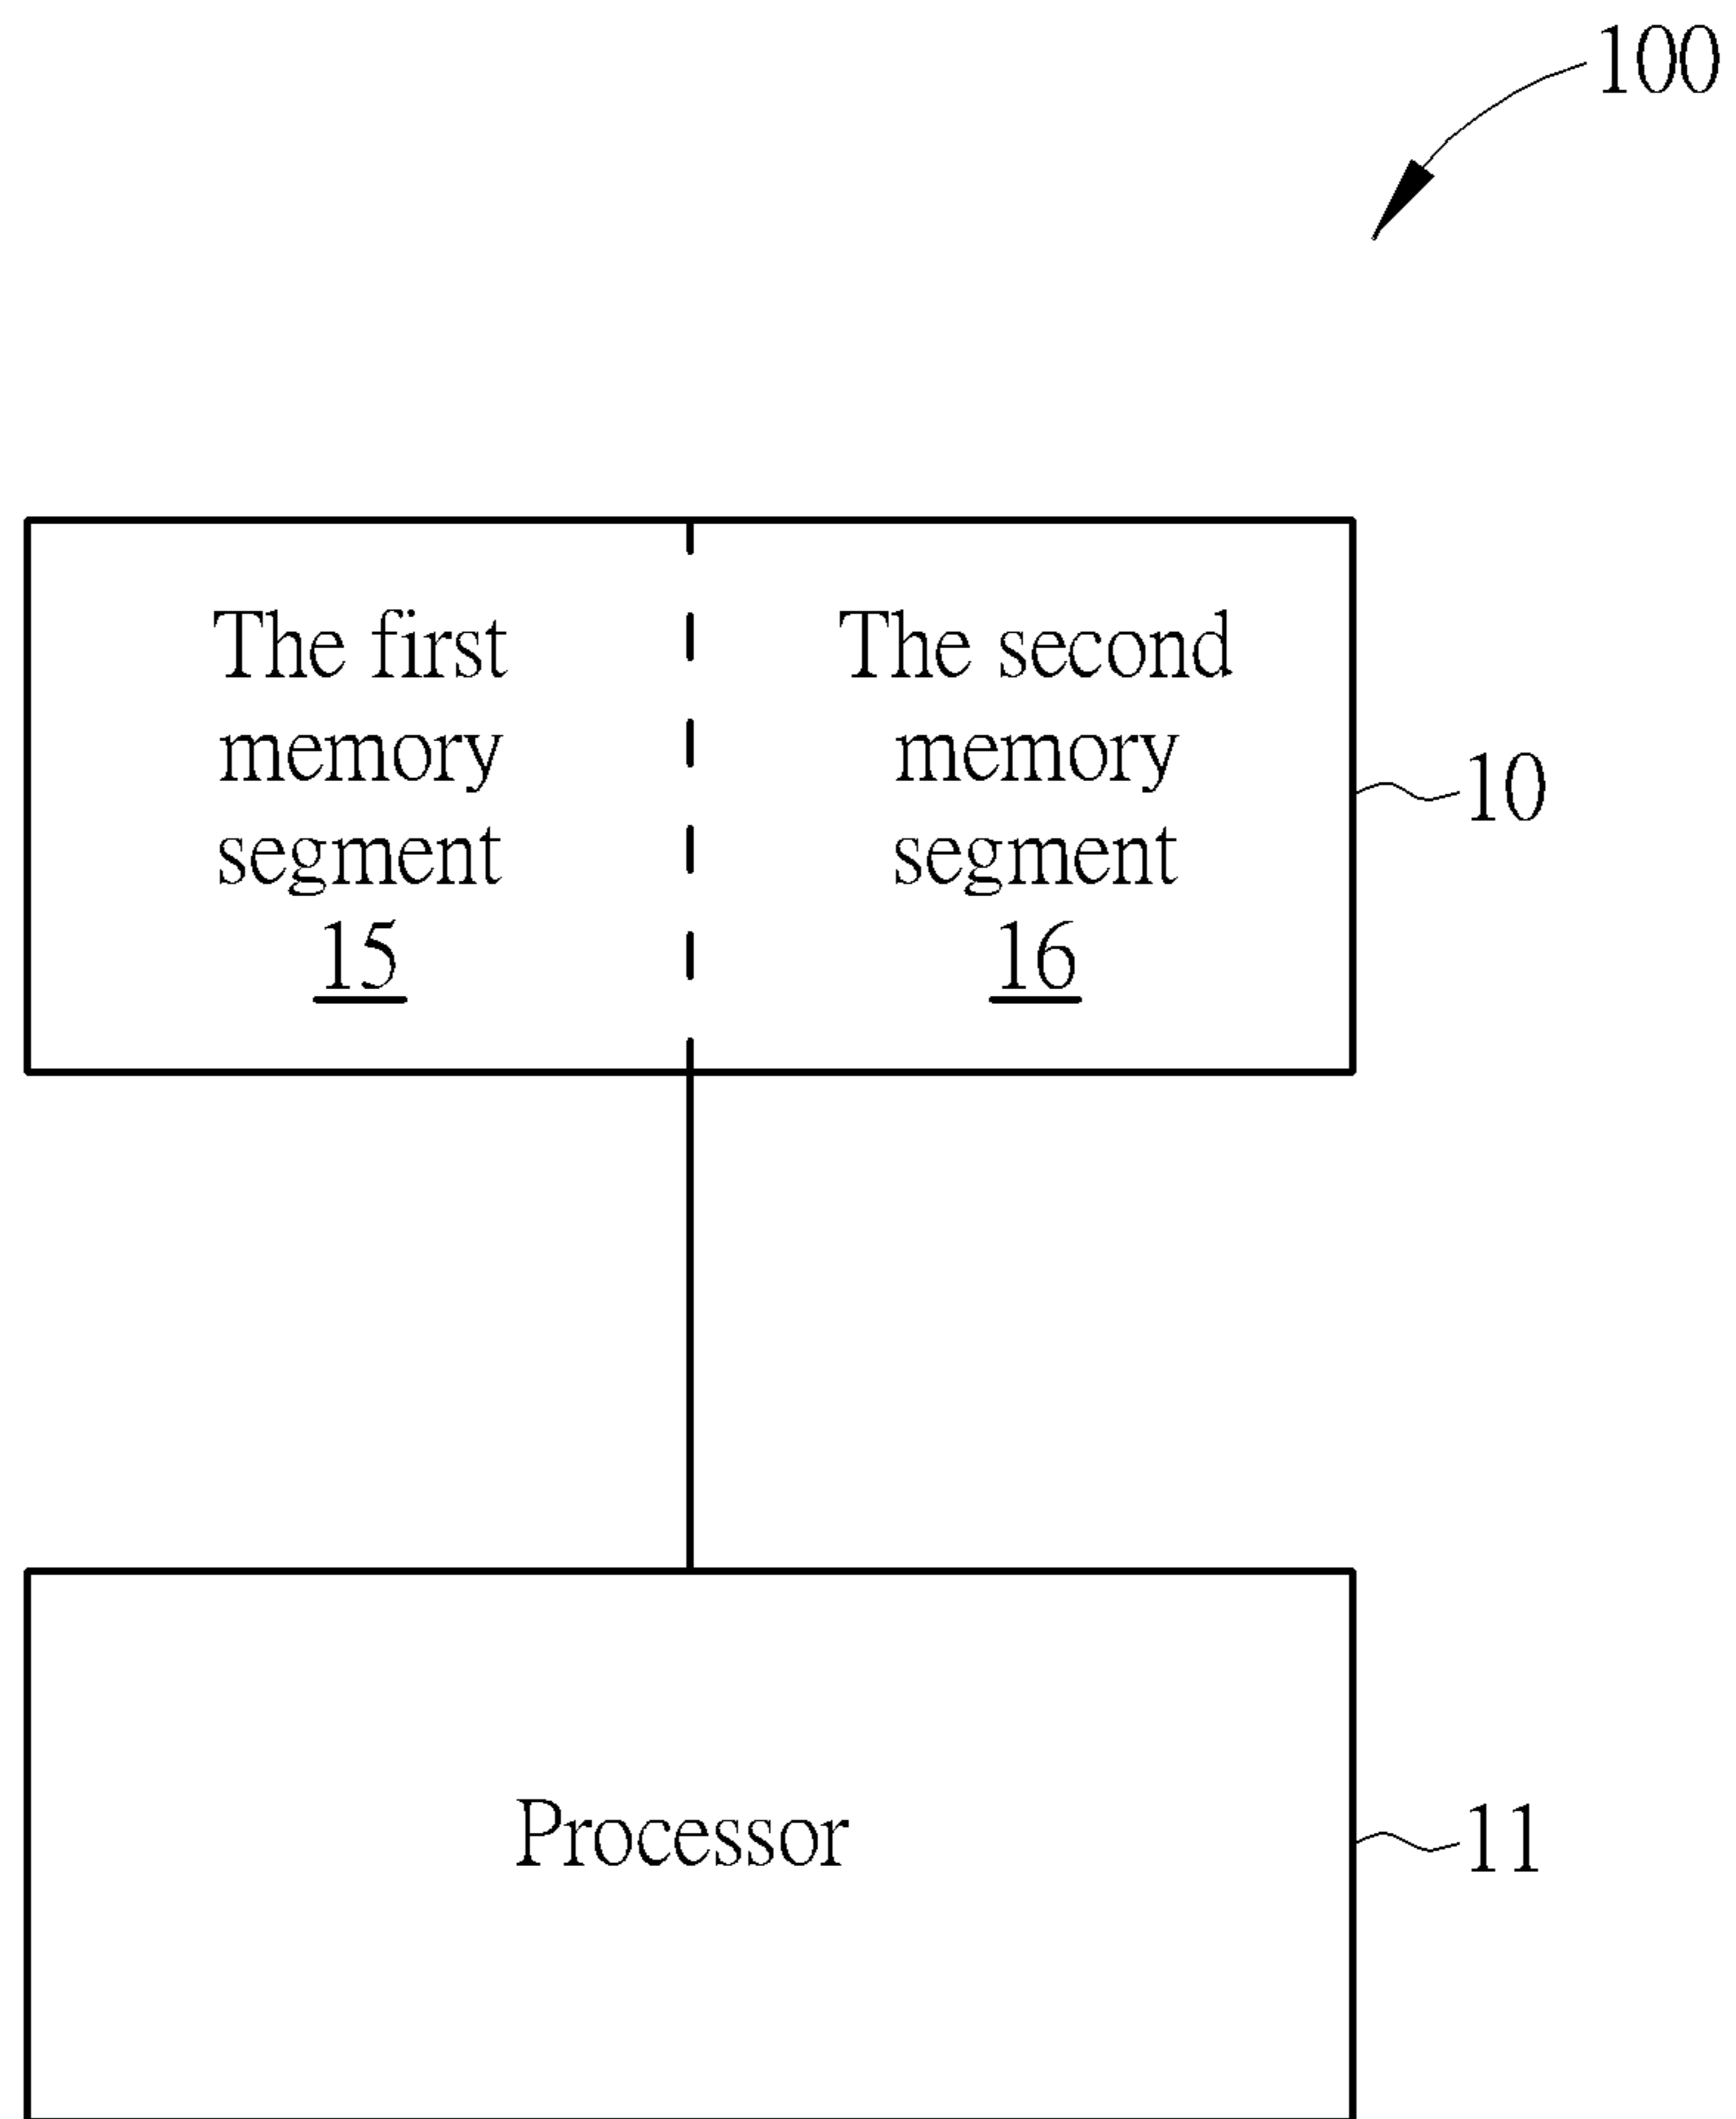 100
The first
memory
segment
15
The second
memory
segment
16
10
Processor
11